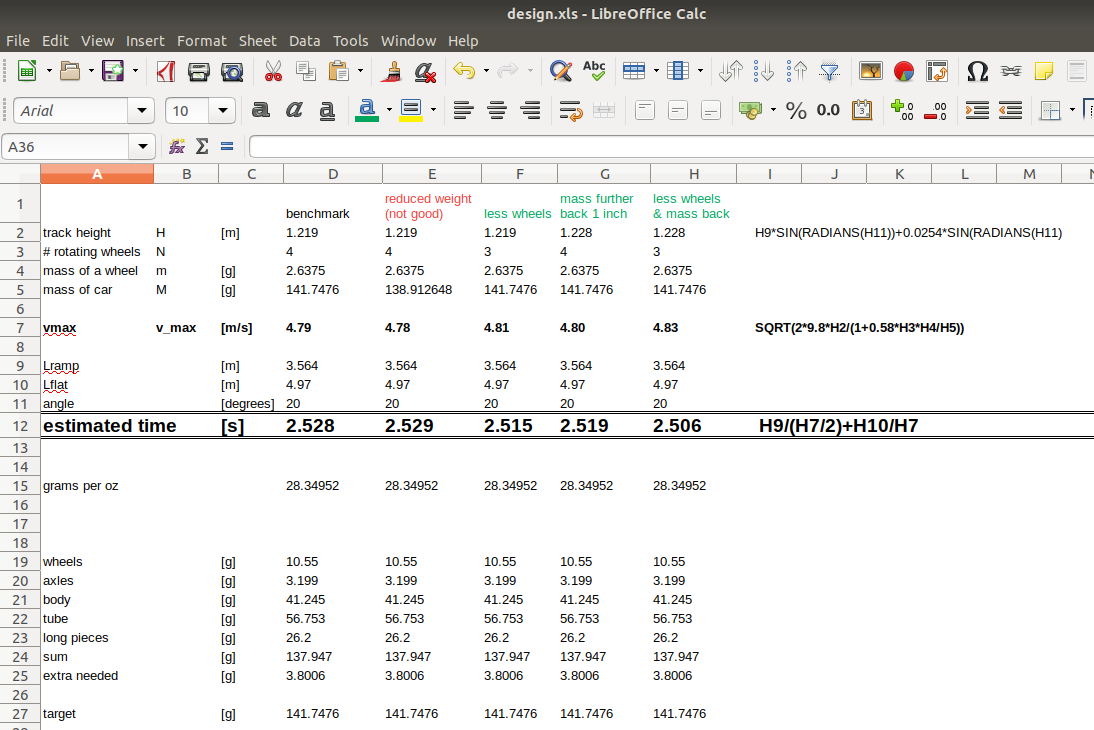 design.xls - LibreOffice Calc
File Edit View Insert Format Sheet Data Tools Window Help
Abc
Arial 10 a a a a % 0.0 .00 .00
A36
A B C D E F G H I J K L M N
1 benchmark reduced weight (not good) less wheels mass further back 1 inch less wheels & mass back
2 track height H [m] 1.219 1.219 1.219 1.228 1.228 H9*SIN(RADIANS(H11))+0.0254*SIN(RADIANS(H11)
3 # rotating wheels N 4 4 3 4 3
4 mass of a wheel m [g] 2.6375 2.6375 2.6375 2.6375 2.6375
5 mass of car M [g] 141.7476 138.912648 141.7476 141.7476 141.7476
6
7 vmax v_max [m/s] 4.79 4.78 4.81 4.80 4.83 SQRT(2*9.8*H2/(1+0.58*H3*H4/H5))
8
9 Lramp [m] 3.564 3.564 3.564 3.564 3.564
10 Lflat [m] 4.97 4.97 4.97 4.97 4.97
11 angle [degrees] 20 20 20 20 20
12 estimated time [s] 2.528 2.529 2.515 2.519 2.506 H9/(H7/2)+H10/H7
13
14
15 grams per oz 28.34952 28.34952 28.34952 28.34952 28.34952
16
17
18
19 wheels [g] 10.55 10.55 10.55 10.55 10.55
20 axles [g] 3.199 3.199 3.199 3.199 3.199
21 body [g] 41.245 41.245 41.245 41.245 41.245
22 tube [g] 56.753 56.753 56.753 56.753 56.753
23 long pieces [g] 26.2 26.2 26.2 26.2 26.2
24 sum [g] 137.947 137.947 137.947 137.947 137.947
25 extra needed [g] 3.8006 3.8006 3.8006 3.8006 3.8006
26
27 target [g] 141.7476 141.7476 141.7476 141.7476 141.7476